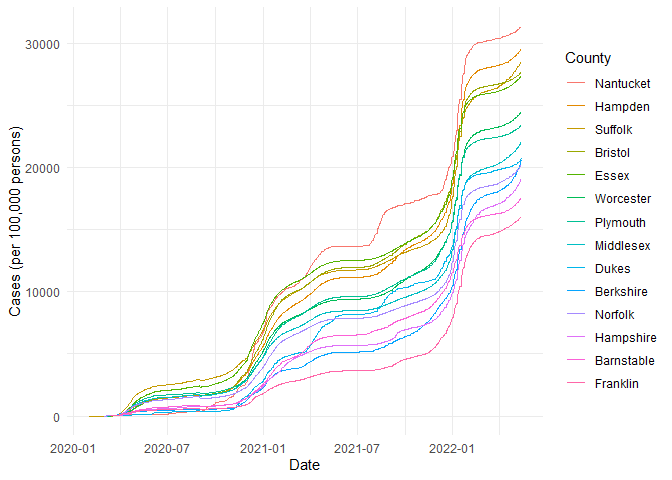 30000
20000
10000
0
Cases (per 100,000 persons)
2020-01
2020-07
2021-01
2021-07
2022-01
Date
County
Nantucket
Hampden
Suffolk
Bristol
Essex
Worcester
Plymouth
Middlesex
Dukes
Berkshire
Norfolk
Hampshire
Barnstable
Franklin